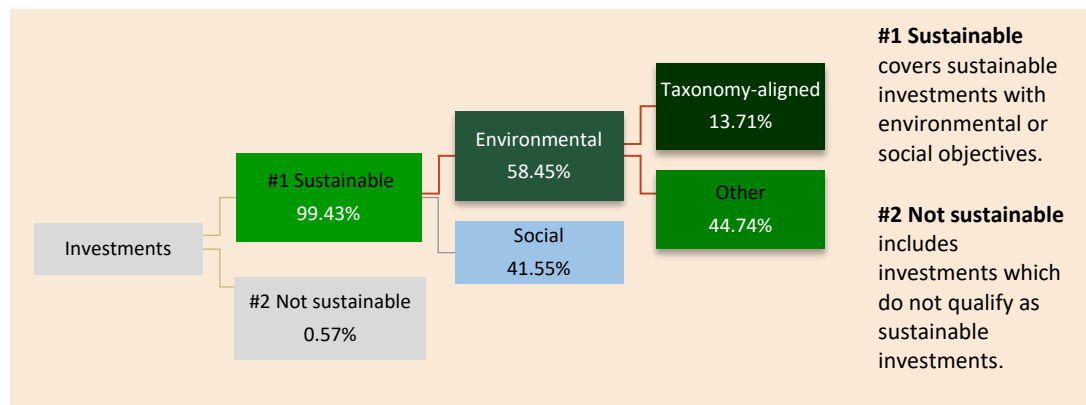 Investments
#1 Sustainable
99.43%
#2 Not sustainable
0.57%
Environmental
58.45%
Social
41.55%
Taxonomy-aligned
13.71%
Other
44.74%
#1 Sustainable
covers sustainable
investments with
environmental or
social objectives.
#2 Not sustainable
includes
investments which
do not qualify as
sustainable
investments.